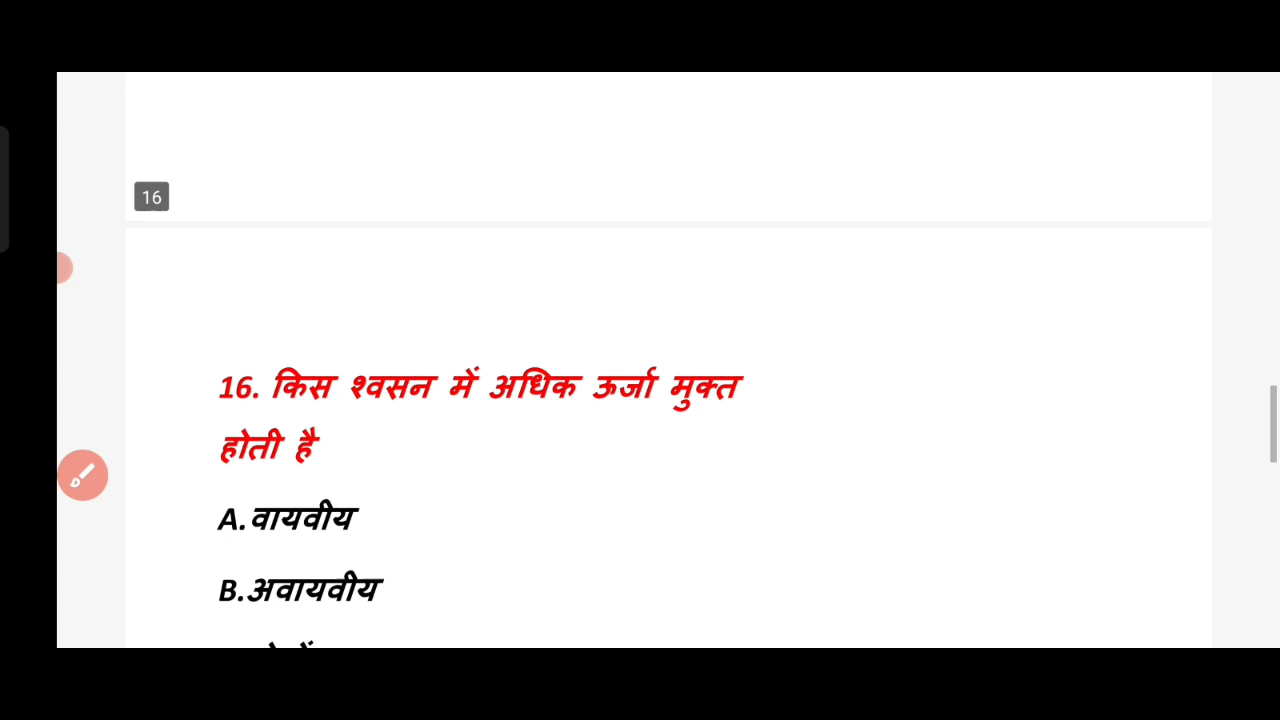 16
16. किस श्वसन में अधिक ऊर्जा मुक्त
होती है
A.वायवीय
B.अवायवीय